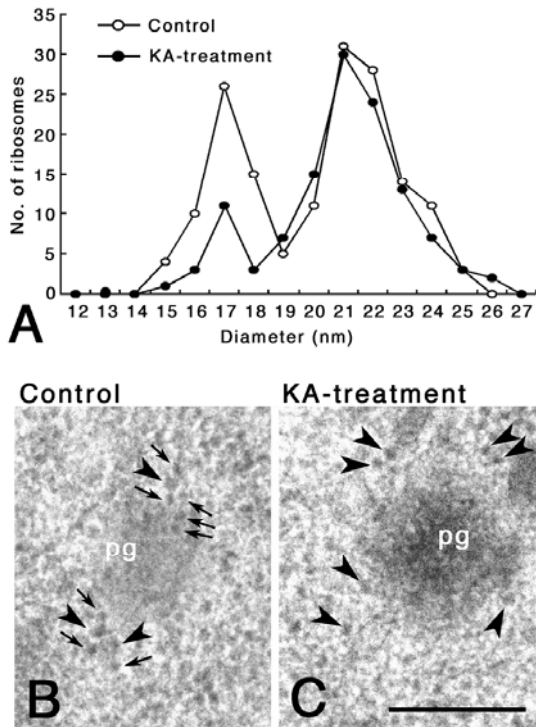 35
30
25
20
15
10
5
0
No. of ribosomes
Control
KA-treatment
12 13 14 15 16 17 18 19 20 21 22 23 24 25 26 27
Diameter (nm)
A
Control
pg
B
KA-treatment
pg
C